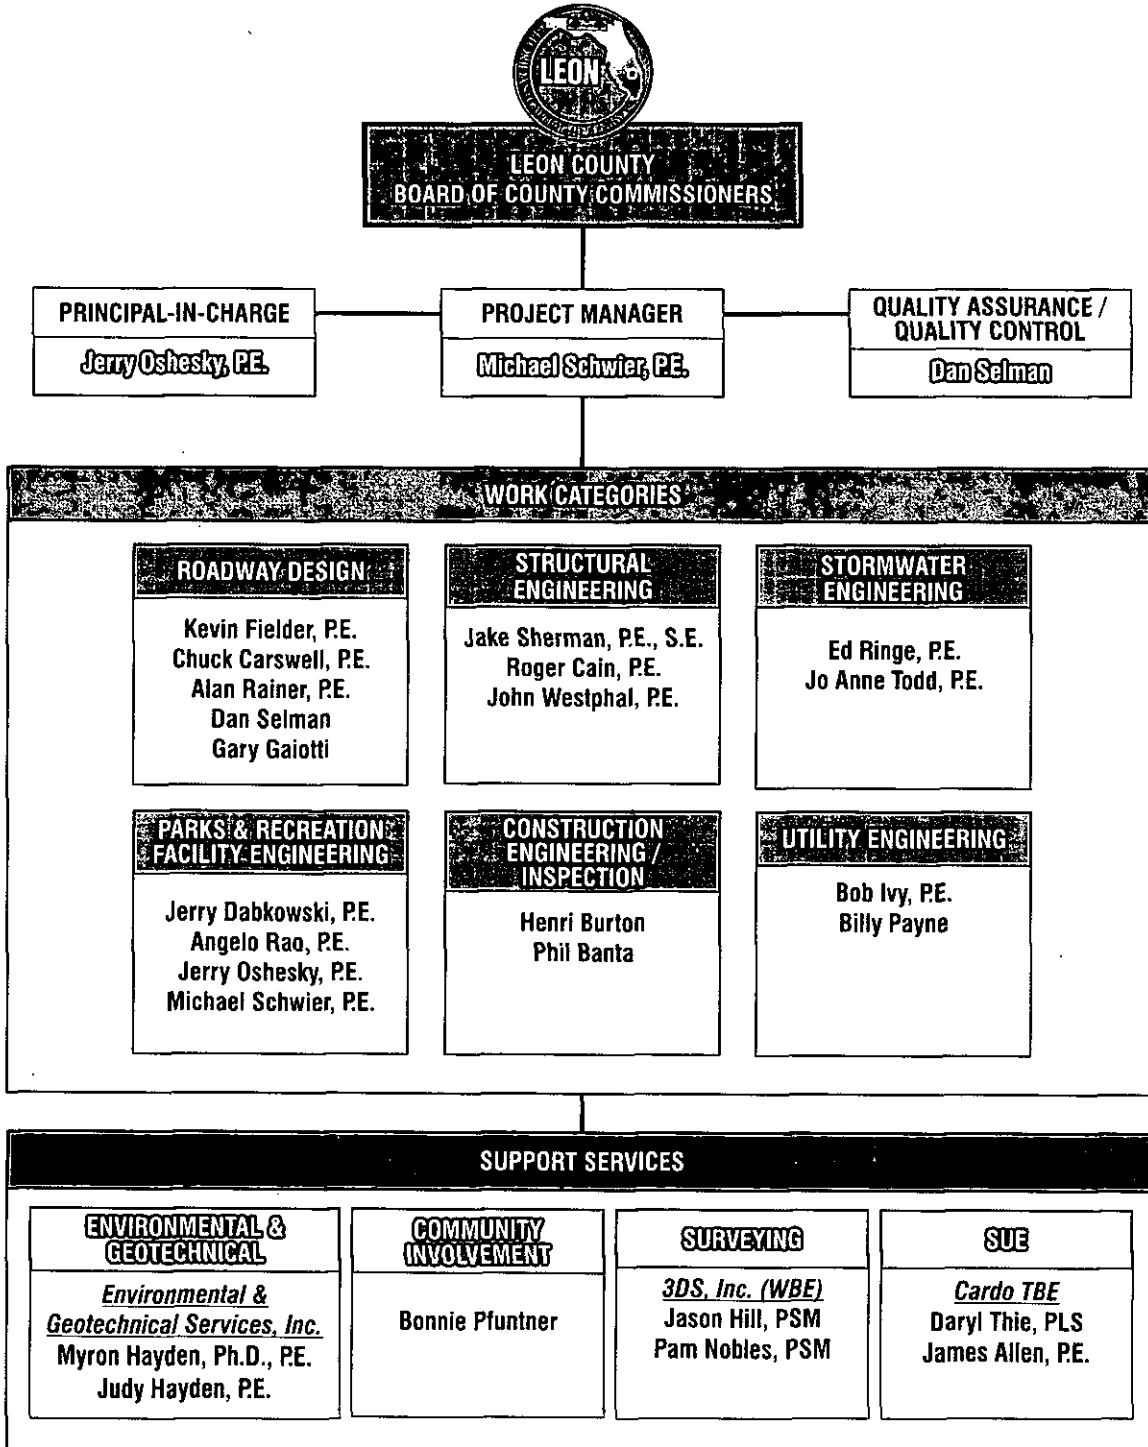 LEON
LEON COUNTY
BOARD OF COUNTY COMMISSIONERS
PRINCIPAL-IN-CHARGE
Jerry Oshesky, P.E.
PROJECT MANAGER
Michael Schwier, P.E.
QUALITY ASSURANCE /
QUALITY CONTROL
Dan Selman
WORK CATEGORIES
ROADWAY DESIGN
Kevin Fielder, P.E.
Chuck Carswell, P.E.
Alan Rainer, P.E.
Dan Selman
Gary Gaiotti
STRUCTURAL
ENGINEERING
Jake Sherman, P.E., S.E.
Roger Cain, P.E.
John Westphal, P.E.
STORMWATER
ENGINEERING
Ed Ringe, P.E.
Jo Anne Todd, P.E.
PARKS & RECREATION
FACILITY ENGINEERING
Jerry Dabkowski, P.E.
Angelo Rao, P.E.
Jerry Oshesky, P.E.
Michael Schwier, P.E.
CONSTRUCTION
ENGINEERING /
INSPECTION
Henri Burton
Phil Banta
UTILITY ENGINEERING
Bob Ivy, P.E.
Billy Payne
SUPPORT SERVICES
ENVIRONMENTAL &
GEOTECHNICAL
Environmental &
Geotechnical Services, Inc.
Myron Hayden, Ph.D., P.E.
Judy Hayden, P.E.
COMMUNITY
INVOLVEMENT
Bonnie Pfuntner
SURVEYING
3DS, Inc. (WBE)
Jason Hill, PSM
Pam Nobles, PSM
SUE
Cardo TBE
Daryl Thie, PLS
James Allen, P.E.